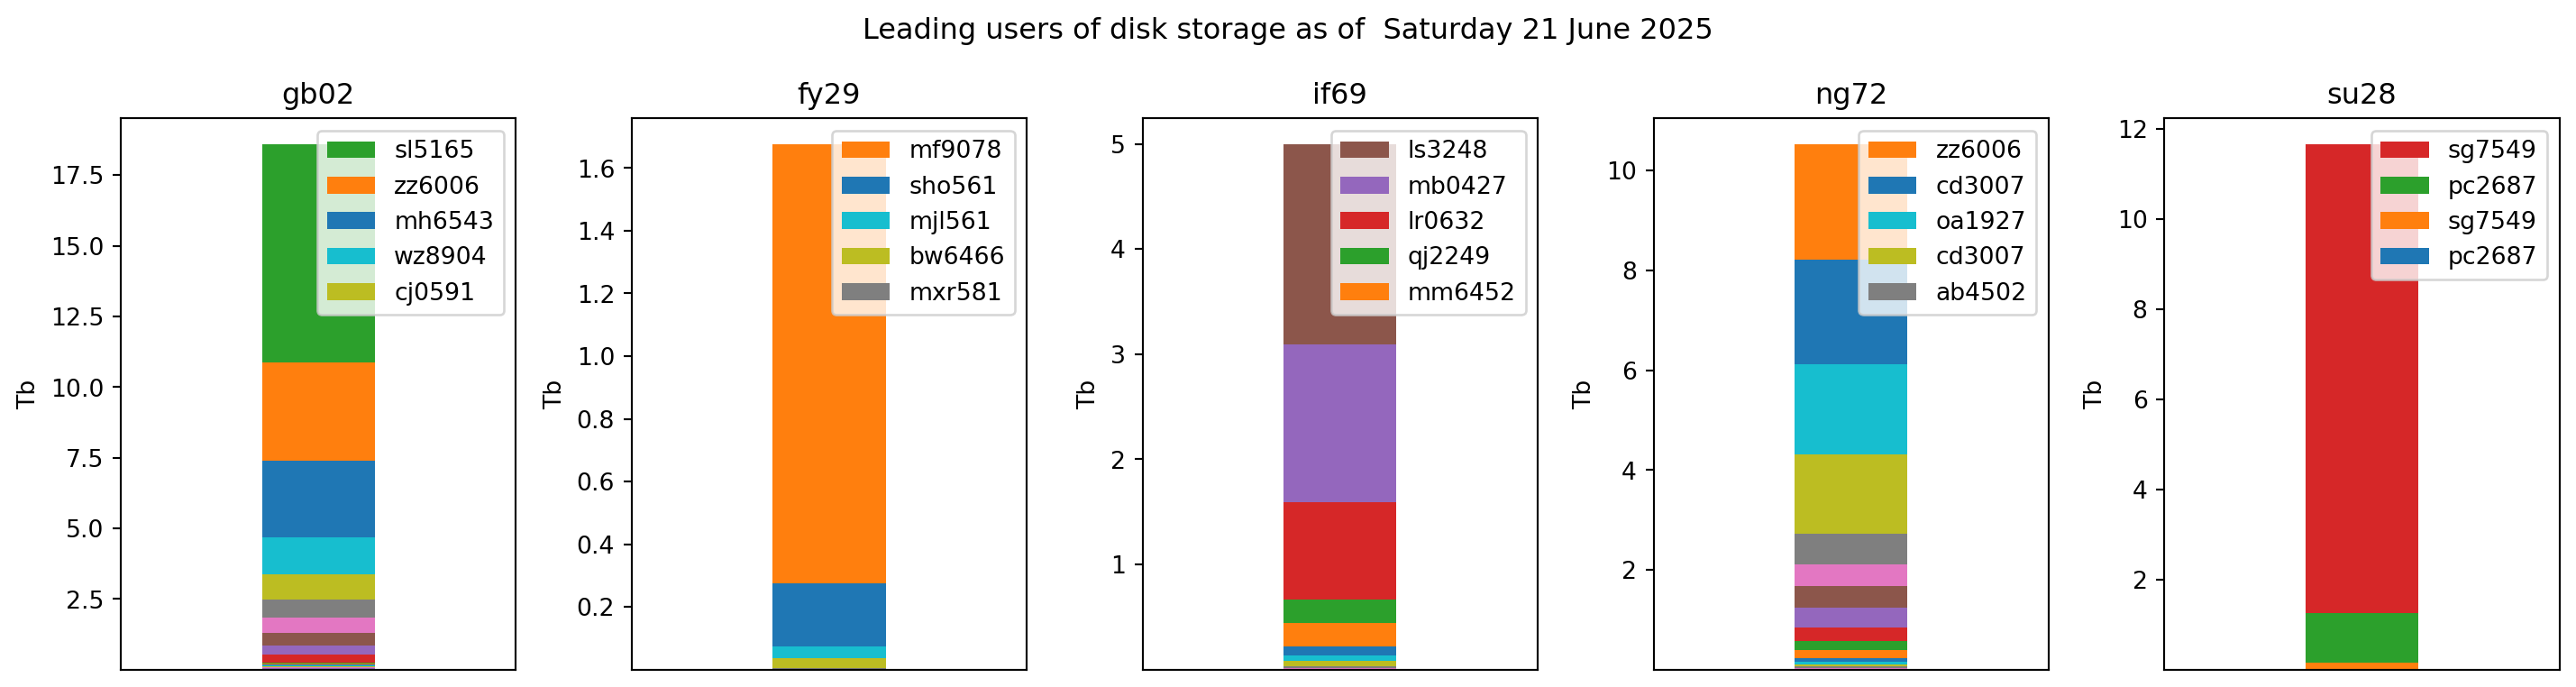 Leading users of disk storage as of  Saturday 21 June 2025
gb02
17.5
15.0
12.5
10.0
7.5
5.0
2.5
Tb
sl5165
zz6006
mh6543
wz8904
cj0591
fy29
1.6
1.4
1.2
1.0
0.8
0.6
0.4
0.2
Tb
mf9078
sho561
mjl561
bw6466
mxr581
if69
5
4
3
2
1
Tb
ls3248
mb0427
lr0632
qj2249
mm6452
ng72
10
8
6
4
2
Tb
zz6006
cd3007
oa1927
cd3007
ab4502
su28
12
10
8
6
4
2
Tb
sg7549
pc2687
sg7549
pc2687